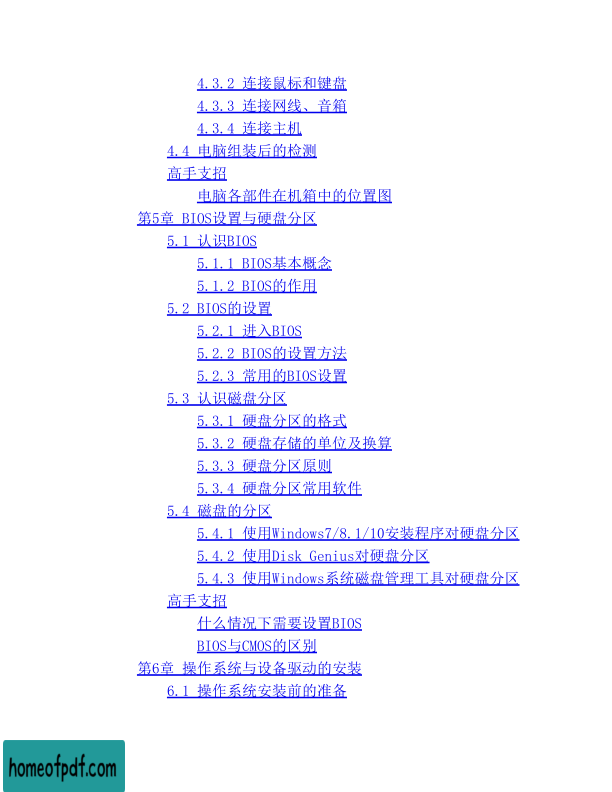 4.3.2 连接鼠标和键盘
4.3.3 连接网线、音箱
4.3.4 连接主机
4.4 电脑组装后的检测
高手支招
电脑各部件在机箱中的位置图
第5章 BIOS设置与硬盘分区
5.1 认识BIOS
5.1.1 BIOS基本概念
5.1.2 BIOS的作用
5.2 BIOS的设置
5.2.1 进入BIOS
5.2.2 BIOS的设置方法
5.2.3 常用的BIOS设置
5.3 认识磁盘分区
5.3.1 硬盘分区的格式
5.3.2 硬盘存储的单位及换算
5.3.3 硬盘分区原则
5.3.4 硬盘分区常用软件
5.4 磁盘的分区
5.4.1 使用Windows7/8.1/10安装程序对硬盘分区
5.4.2 使用Disk Genius对硬盘分区
5.4.3 使用Windows系统磁盘管理工具对硬盘分区
高手支招
什么情况下需要设置BIOS
BIOS与CMOS的区别
第6章 操作系统与设备驱动的安装
6.1 操作系统安装前的准备
homeofpdf.com